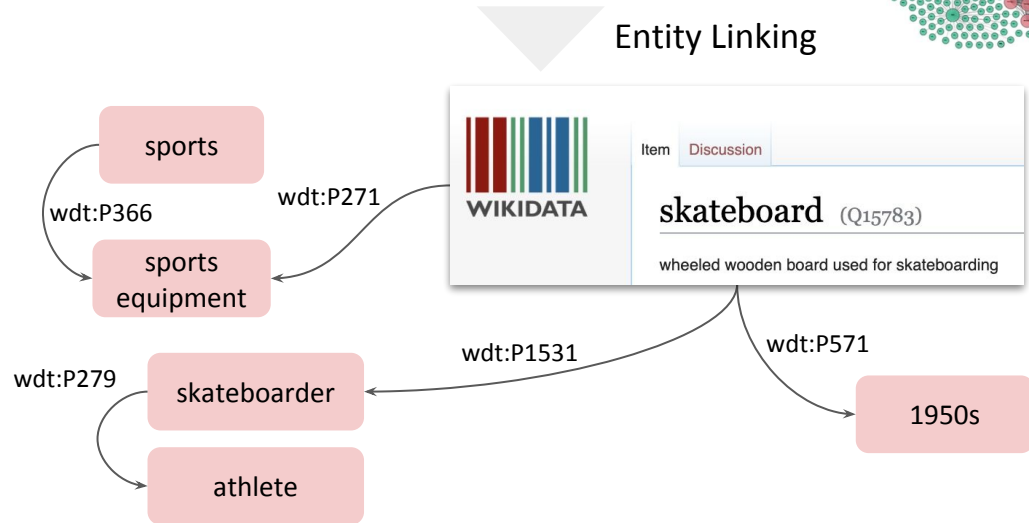 Entity Linking
sports
wdt:P366
sports
equipment
wdt:P271
WIKIDATA
Item Discussion
skateboard (Q15783)
wheeled wooden board used for skateboarding
wdt:P1531
wdt:P571
wdt:P279
skateboarder
1950s
athlete